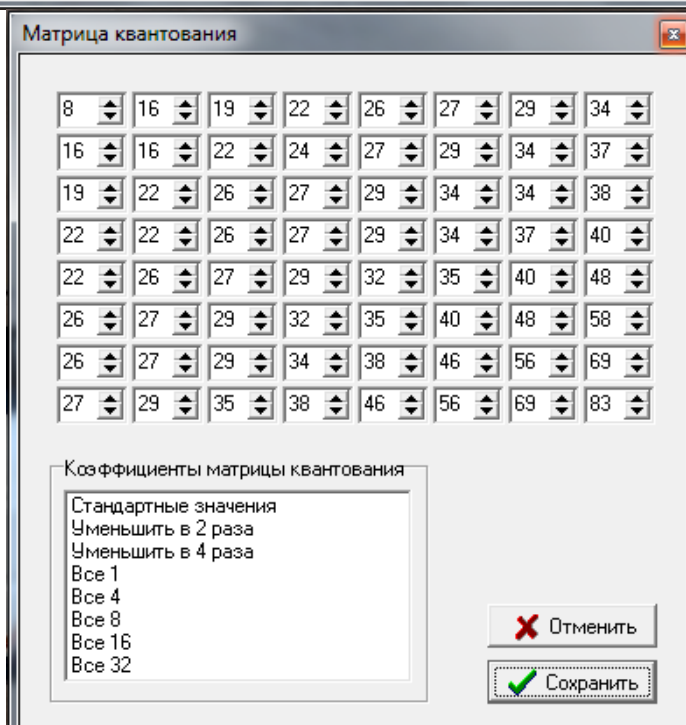 Матрица квантования
8 16 19 22 26 27 29 34
16 16 22 24 27 29 34 37
19 22 26 27 29 34 34 38
22 22 26 27 29 34 37 40
22 26 27 29 32 35 40 48
26 27 29 32 35 40 48 58
26 27 29 34 38 46 56 69
27 29 35 38 46 56 69 83
Коэффициенты матрицы квантования
Стандартные значения
Уменьшить в 2 раза
Уменьшить в 4 раза
Все 1
Все 4
Все 8
Все 16
Все 32
Отменить
Сохранить